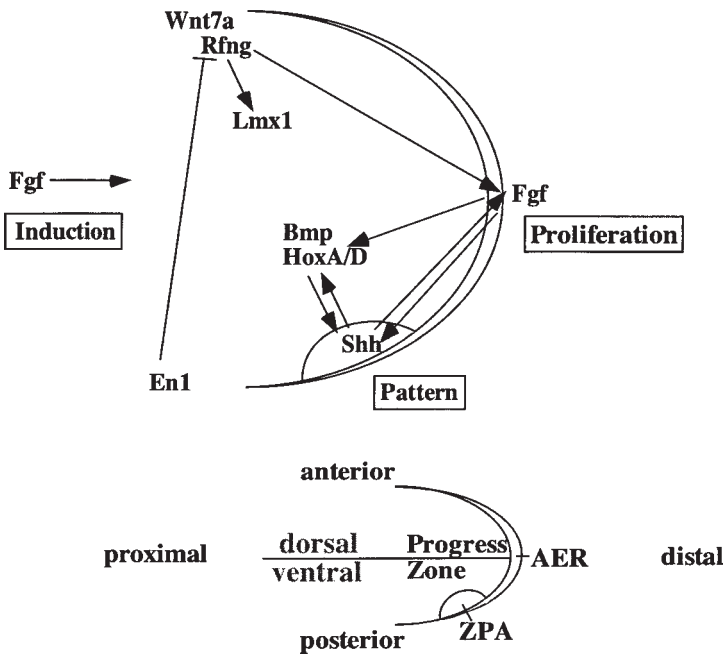 Wnt7a
Rfng
Lmx1
Fgf
Fgf
Induction
Bmp
HoxA/D
Proliferation
Shh
En1
Pattern
anterior
proximal
dorsal
ventral
Progress
Zone
AER
distal
posterior
ZPA